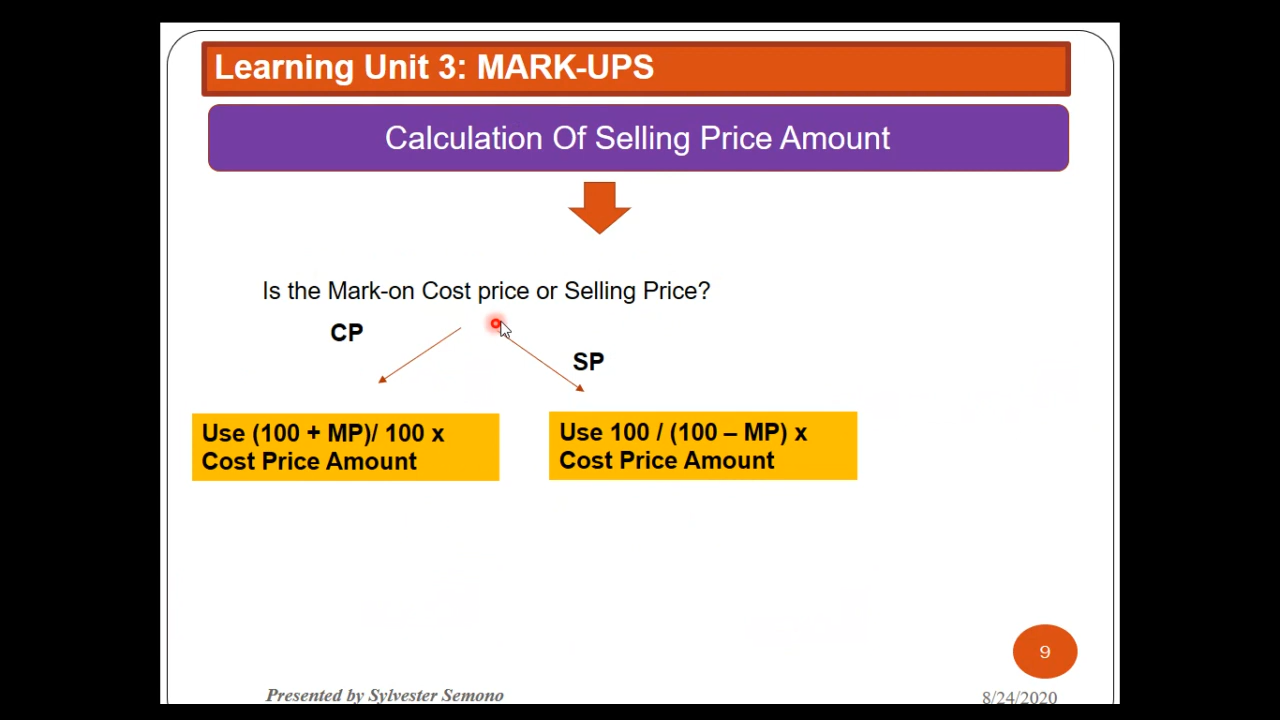 Learning Unit 3: MARK-UPS
Calculation Of Selling Price Amount
Is the Mark-on Cost price or Selling Price?
CP
SP
Use (100 + MP)/ 100 x
Cost Price Amount
Use 100 / (100 – MP) x
Cost Price Amount
9
Presented by Sylvester Semono
8/24/2020